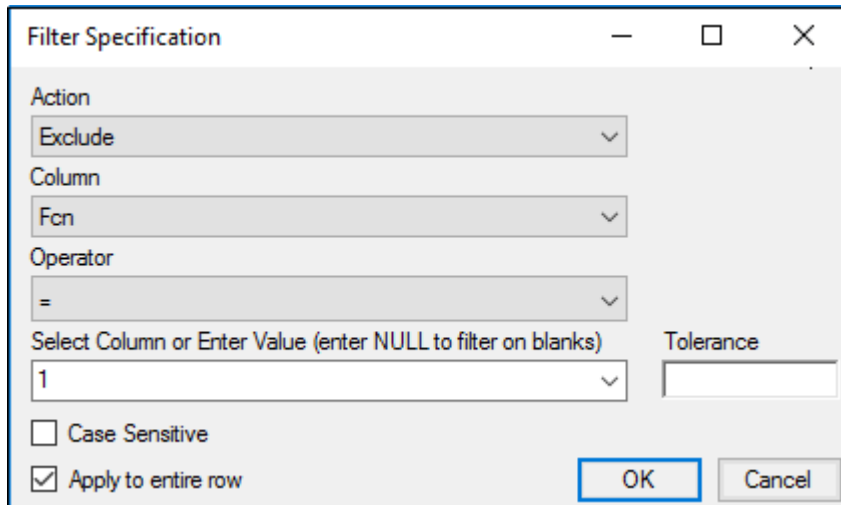 Filter Specification
Action
Exclude
Column
Fcn
Operator
=
Select Column or Enter Value (enter NULL to filter on blanks) Tolerance
1
Case Sensitive
Apply to entire row OK Cancel